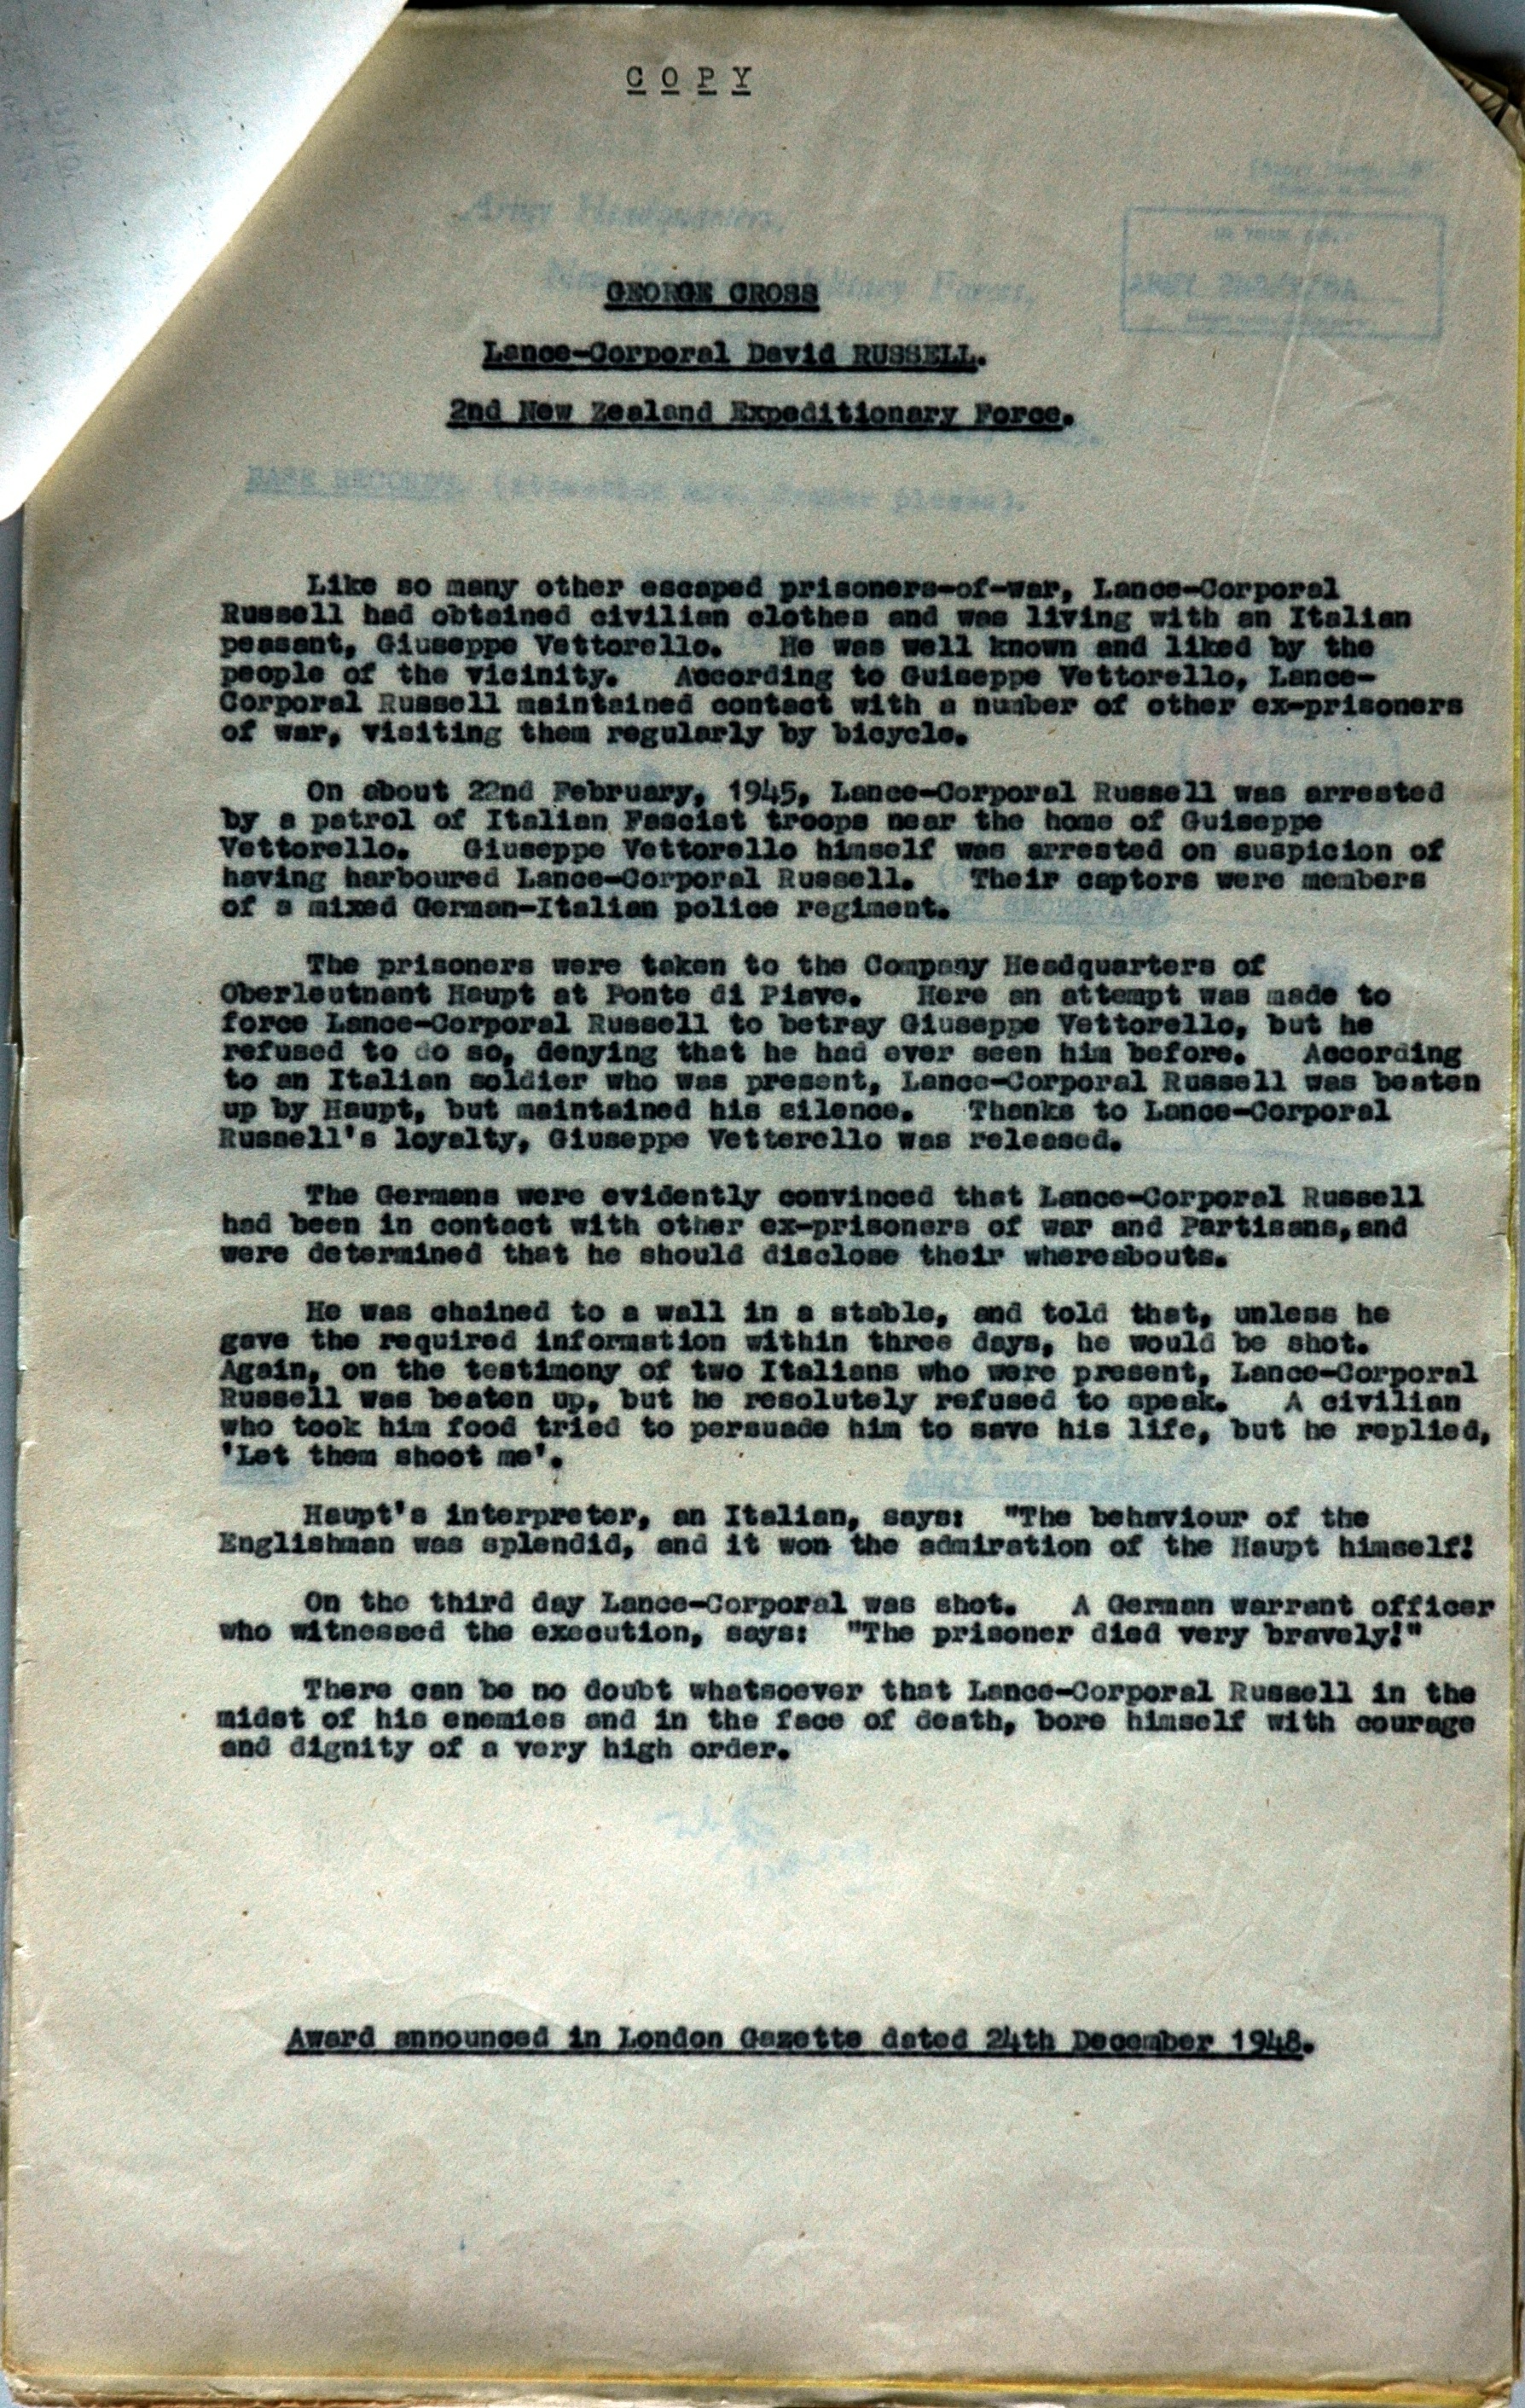 COPY
Army Headquarters,
GEORGE CROSS
Lance-Corporal David RUSSELL.
2nd New Zealand Expeditionary Force.
BASE RECORDS
Like so many other escaped prisoners-of-war, Lance-Corporal
Russell had obtained civilian clothes and was living with an Italian
peasant, Giuseppe Vettorello. He was well known and liked by the
people of the vicinity. According to Guiseppe Vettorello, Lance-
Corporal Russell maintained contact with a number of other ex-prisoners
of war, visiting them regularly by bicycle.
On about 22nd February, 1945, Lance-Corporal Russell was arrested
by a patrol of Italian Fascist troops near the home of Guiseppe
Vettorello. Giuseppe Vettorello himself was arrested on suspicion of
having harboured Lance-Corporal Russell. Their captors were members
of a mixed German-Italian police regiment.
The prisoners were taken to the Company Headquarters of
Oberleutnant Haupt at Ponte di Piave. Here an attempt was made to
force Lance-Corporal Russell to betray Giuseppe Vettorello, but he
refused to do so, denying that he had ever seen him before. According
to an Italian soldier who was present, Lance-Corporal Russell was beaten
up by Haupt, but maintained his silence. Thanks to Lance-Corporal
Russell's loyalty, Giuseppe Vetterello was released.
The Germans were evidently convinced that Lance-Corporal Russell
had been in contact with other ex-prisoners of war and Partisans,and
were determined that he should disclose their whereabouts.
He was chained to a wall in a stable, and told that, unless he
gave the required information within three days, he would be shot.
Again, on the testimony of two Italians who were present, Lance-Corporal
Russell was beaten up, but he resolutely refused to speak. A civilian
who took him food tried to persuade him to save his life, but he replied,
'Let them shoot me'.
Haupt's interpreter, an Italian, says: "The behaviour of the
Englishman was splendid, and it won the admiration of the Haupt himself!
On the third day Lance-Corporal was shot. A German warrant officer
who witnessed the execution, says: "The prisoner died very bravely!"
There can be no doubt whatsoever that Lance-Corporal Russell in the
midst of his enemies and in the face of death, bore himself with courage
and dignity of a very high order.
Award announced in London Gazette dated 24th December 1948.